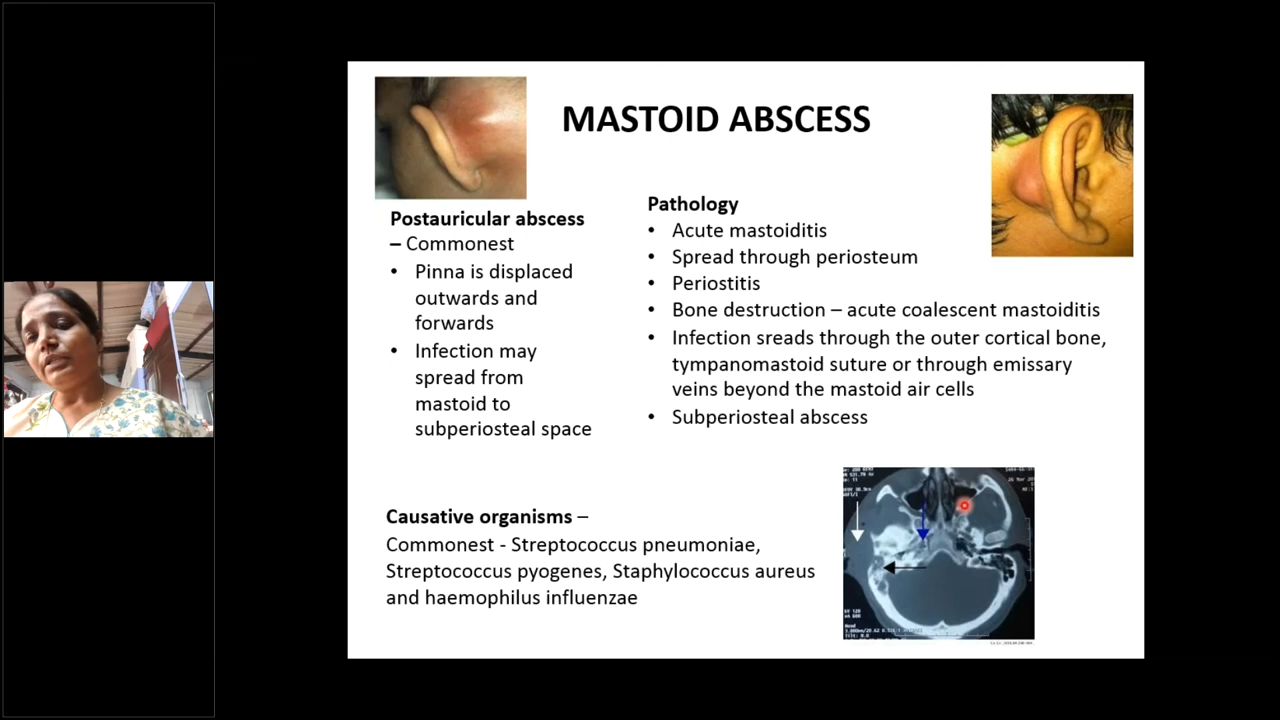 MASTOID ABSCESS
Postauricular abscess
– Commonest
• Pinna is displaced
outwards and
forwards
• Infection may
spread from
mastoid to
subperiosteal space
Pathology
• Acute mastoiditis
• Spread through periosteum
• Periostitis
• Bone destruction – acute coalescent mastoiditis
• Infection sreads through the outer cortical bone,
tympanomastoid suture or through emissary
veins beyond the mastoid air cells
• Subperiosteal abscess
Causative organisms –
Commonest - Streptococcus pneumoniae,
Streptococcus pyogenes, Staphylococcus aureus
and haemophilus influenzae